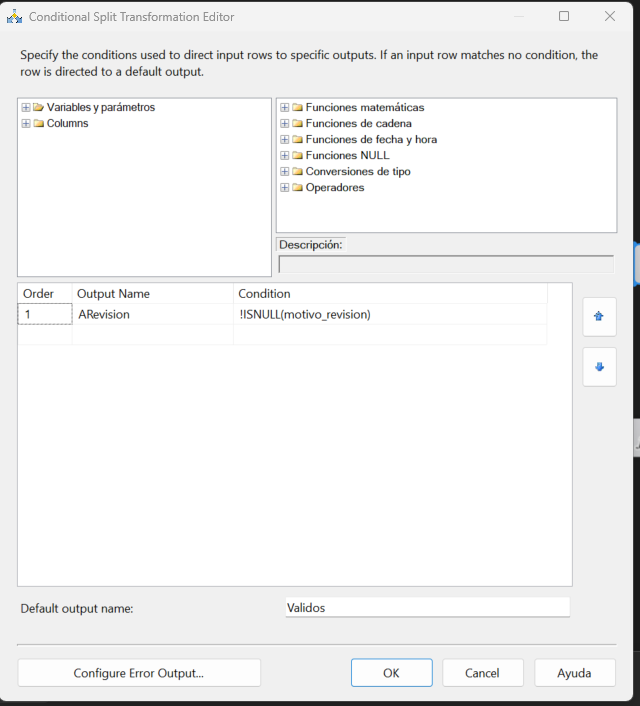 Conditional Split Transformation Editor
Specify the conditions used to direct input rows to specific outputs. If an input row matches no condition, the
row is directed to a default output.
Variables y parámetros
Columns
Funciones matemáticas
Funciones de cadena
Funciones de fecha y hora
Funciones NULL
Conversiones de tipo
Operadores
Descripción:
Order Output Name Condition
1 ARevision !ISNULL(motivo_revision)
Default output name: Validos
Configure Error Output... OK Cancel Ayuda